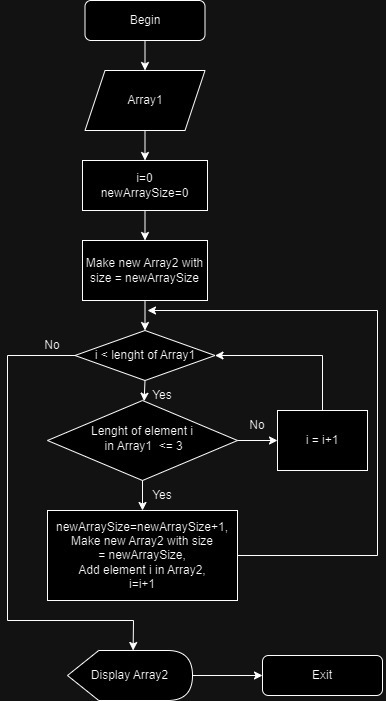 Begin
Array1
i=0
newArraySize=0
Make new Array2 with
size = newArraySize
No
i < lenght of Array1
Yes
Lenght of element i
in Array1 <= 3
No
i = i+1
Yes
newArraySize=newArraySize+1,
Make new Array2 with size
= newArraySize,
Add element i in Array2,
i=i+1
Display Array2
Exit